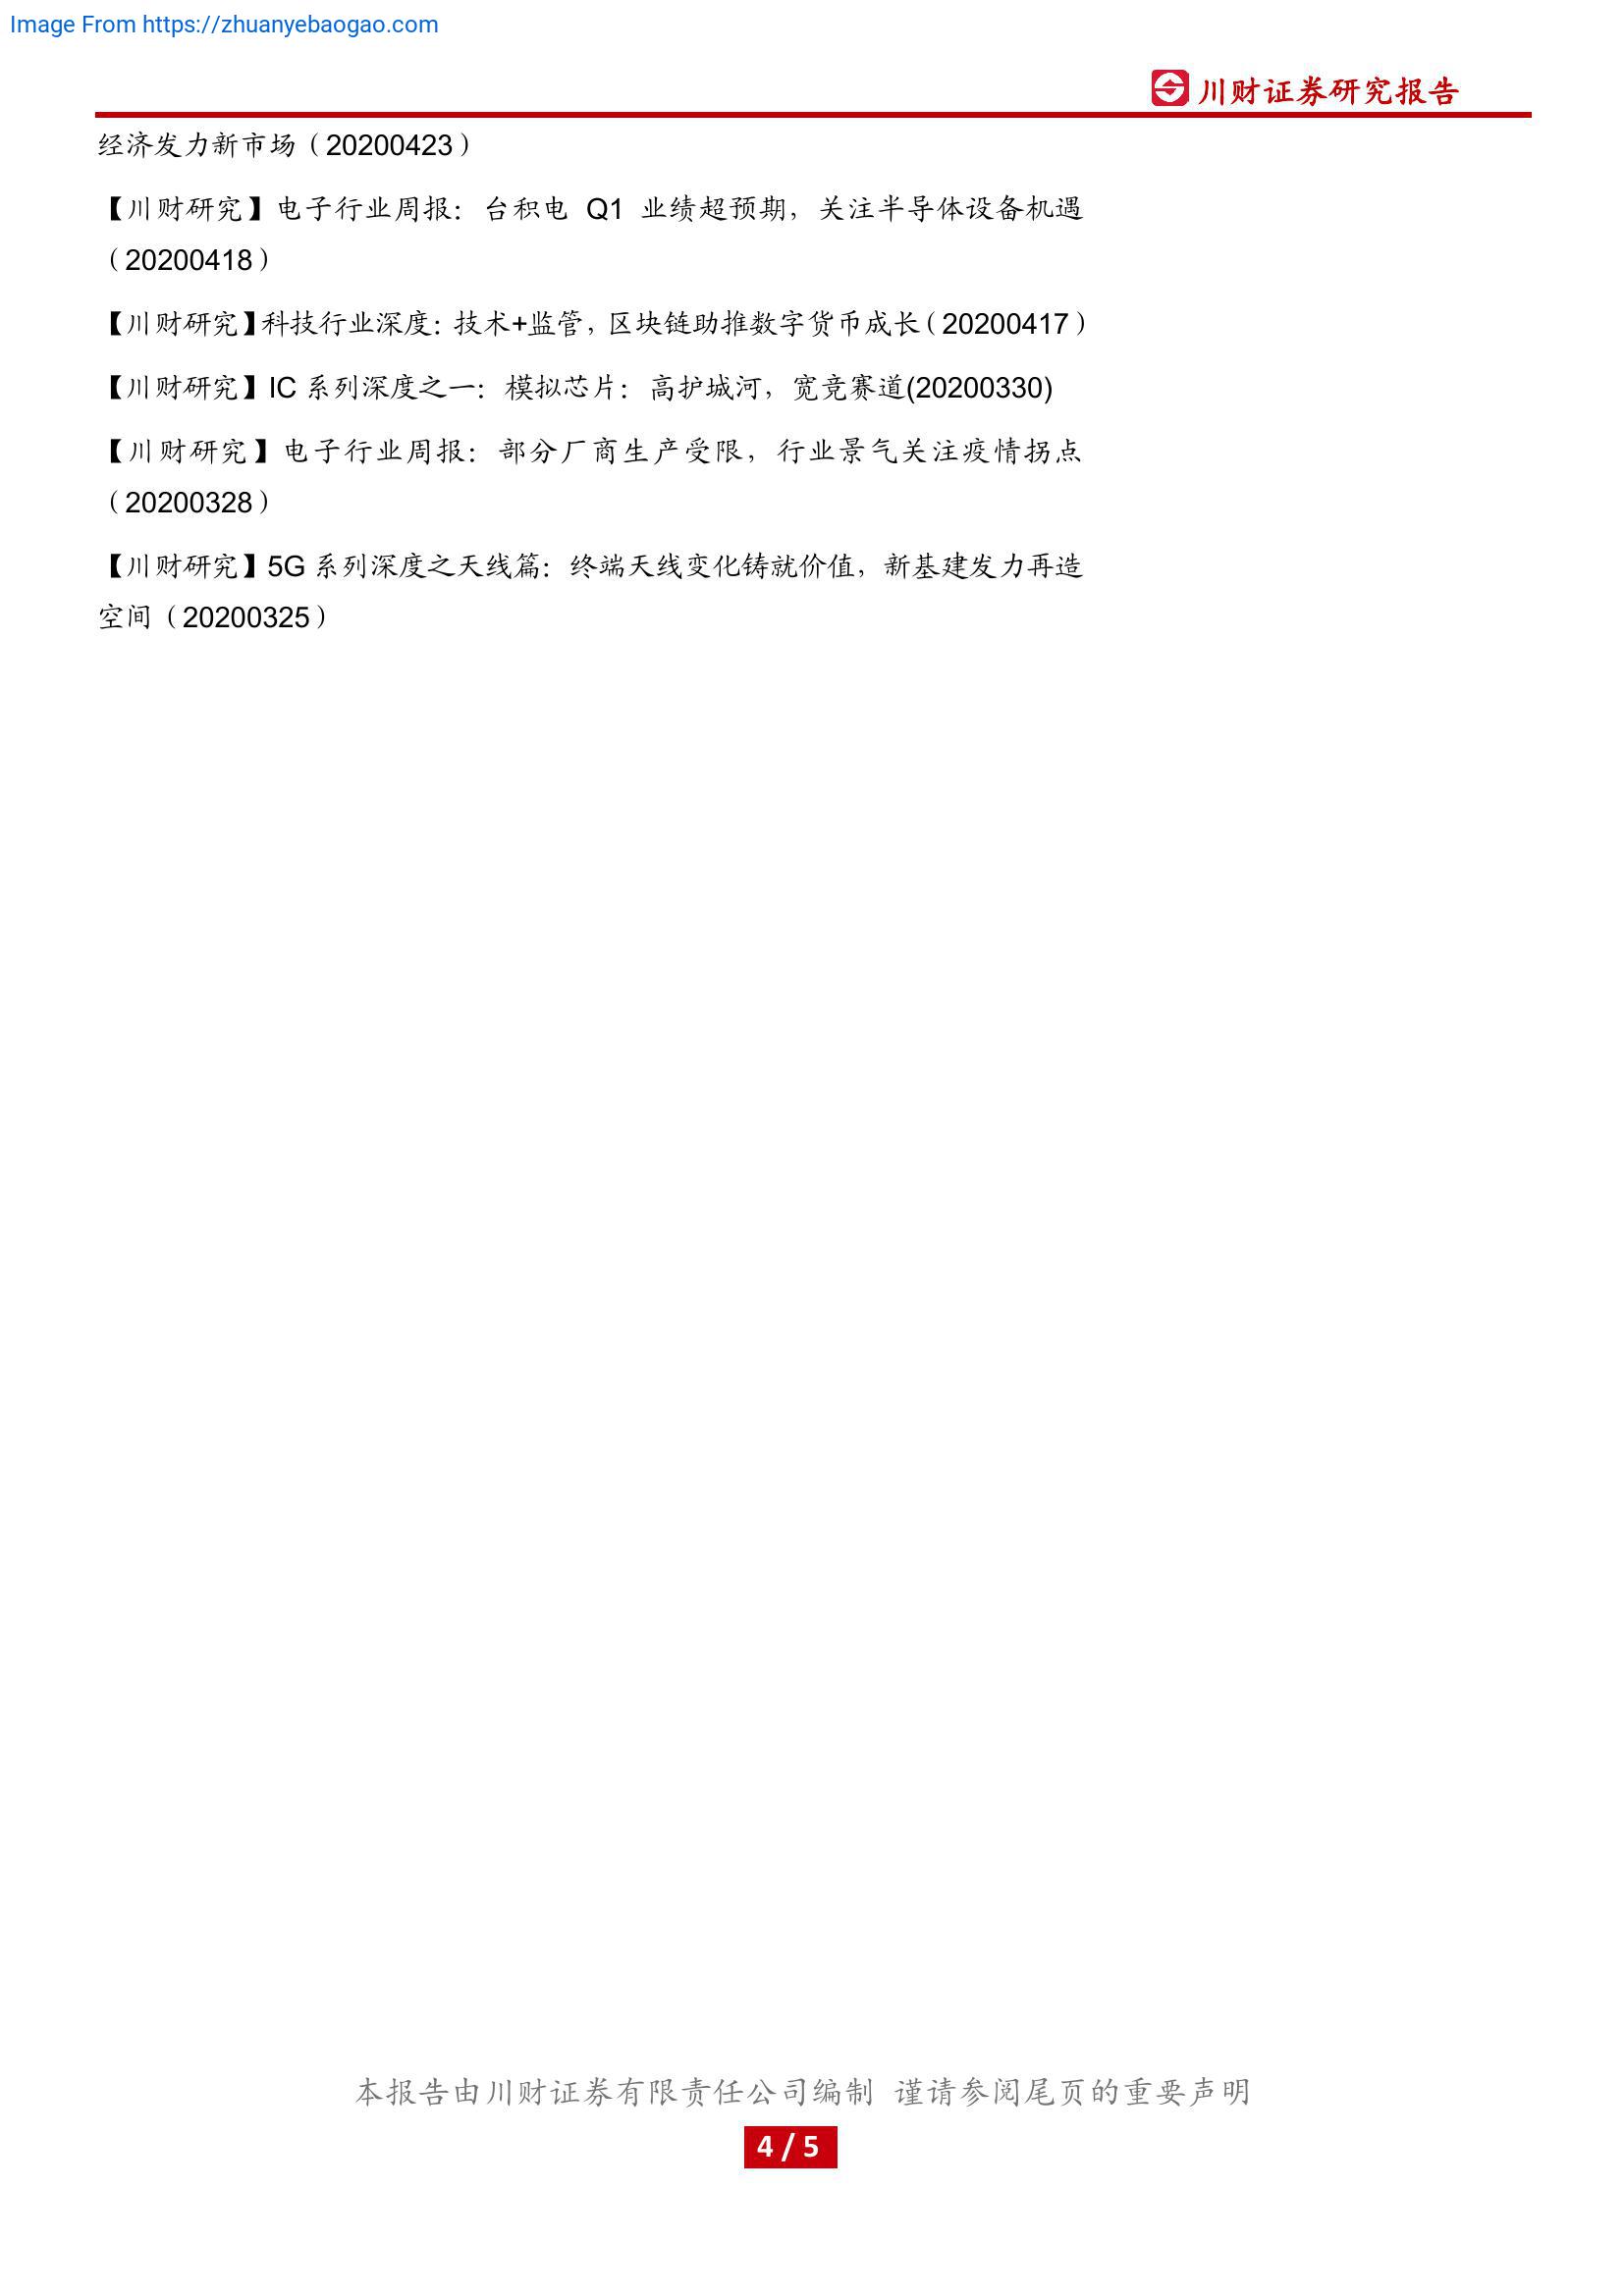 Image From https://zhuanyebaogao.com
川财证券研究报告
经济发力新市场（20200423）
【川财研究】电子行业周报：台积电 Q1 业绩超预期，关注半导体设备机遇
（20200418）
【川财研究】科技行业深度：技术+监管，区块链助推数字货币成长（20200417）
【川财研究】IC 系列深度之一：模拟芯片：高护城河，宽竞赛道(20200330)
【川财研究】电子行业周报：部分厂商生产受限，行业景气关注疫情拐点
（20200328）
【川财研究】5G 系列深度之天线篇：终端天线变化铸就价值，新基建发力再造
空间（20200325）
本报告由川财证券有限责任公司编制 谨请参阅尾页的重要声明
4 / 5